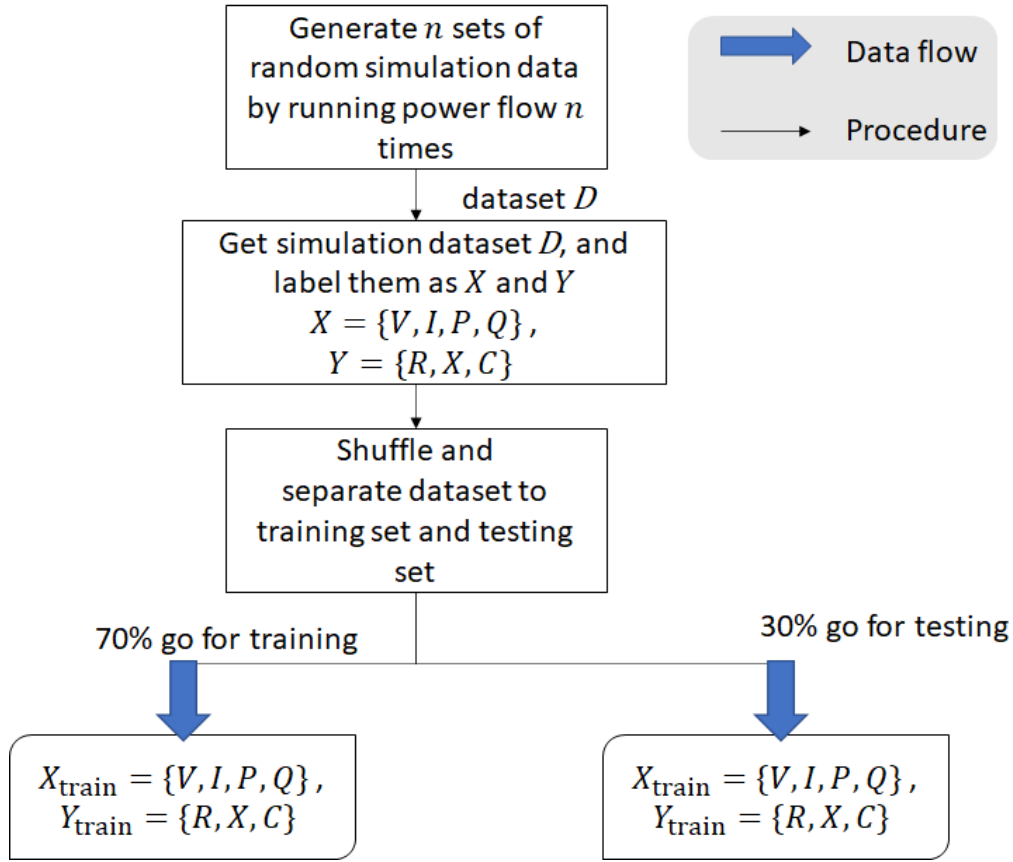 Generate n sets of
random simulation data
by running power flow n
times
Data flow
Procedure
dataset D
Get simulation dataset D, and
label them as X and Y
X = {V, I, P, Q} ,
Y = {R, X, C}
Shuffle and
separate dataset to
training set and testing
set
70% go for training
30% go for testing
X_train = {V, I, P, Q} ,
Y_train = {R, X, C}
X_train = {V, I, P, Q} ,
Y_train = {R, X, C}